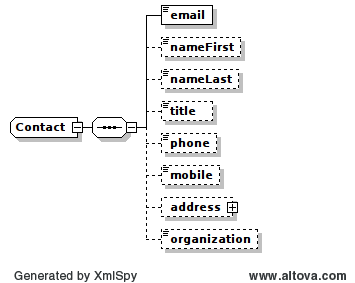 email
nameFirst
nameLast
title
Contact
phone
mobile
address
organization
Generated by XmlSpy
www.altova.com